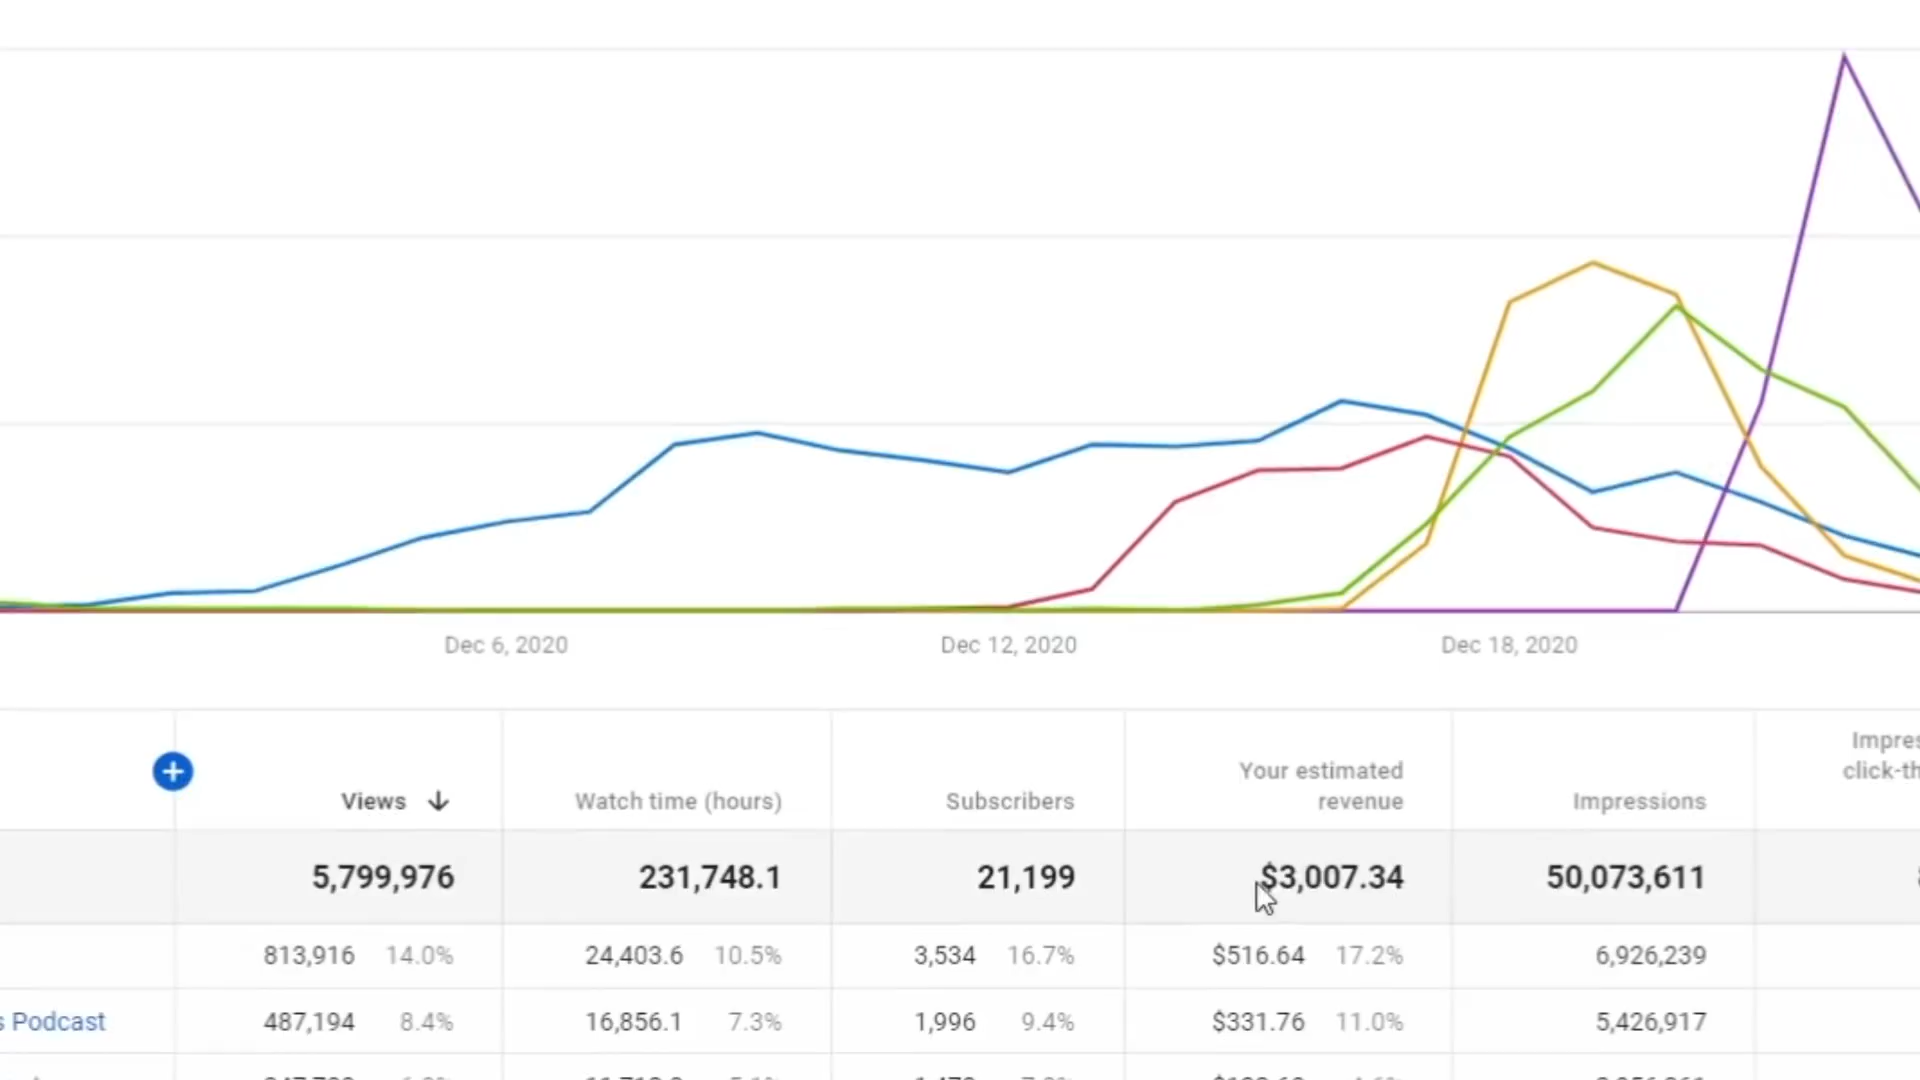 Dec 6, 2020 Dec 12, 2020 Dec 18, 2020
Views Watch time (hours) Subscribers Your estimated revenue Impressions
5,799,976 231,748.1 21,199 $3,007.34 50,073,611
813,916 14.0% 24,403.6 10.5% 3,534 16.7% $516.64 17.2% 6,926,239
s Podcast 487,194 8.4% 16,856.1 7.3% 1,996 9.4% $331.76 11.0% 5,426,917